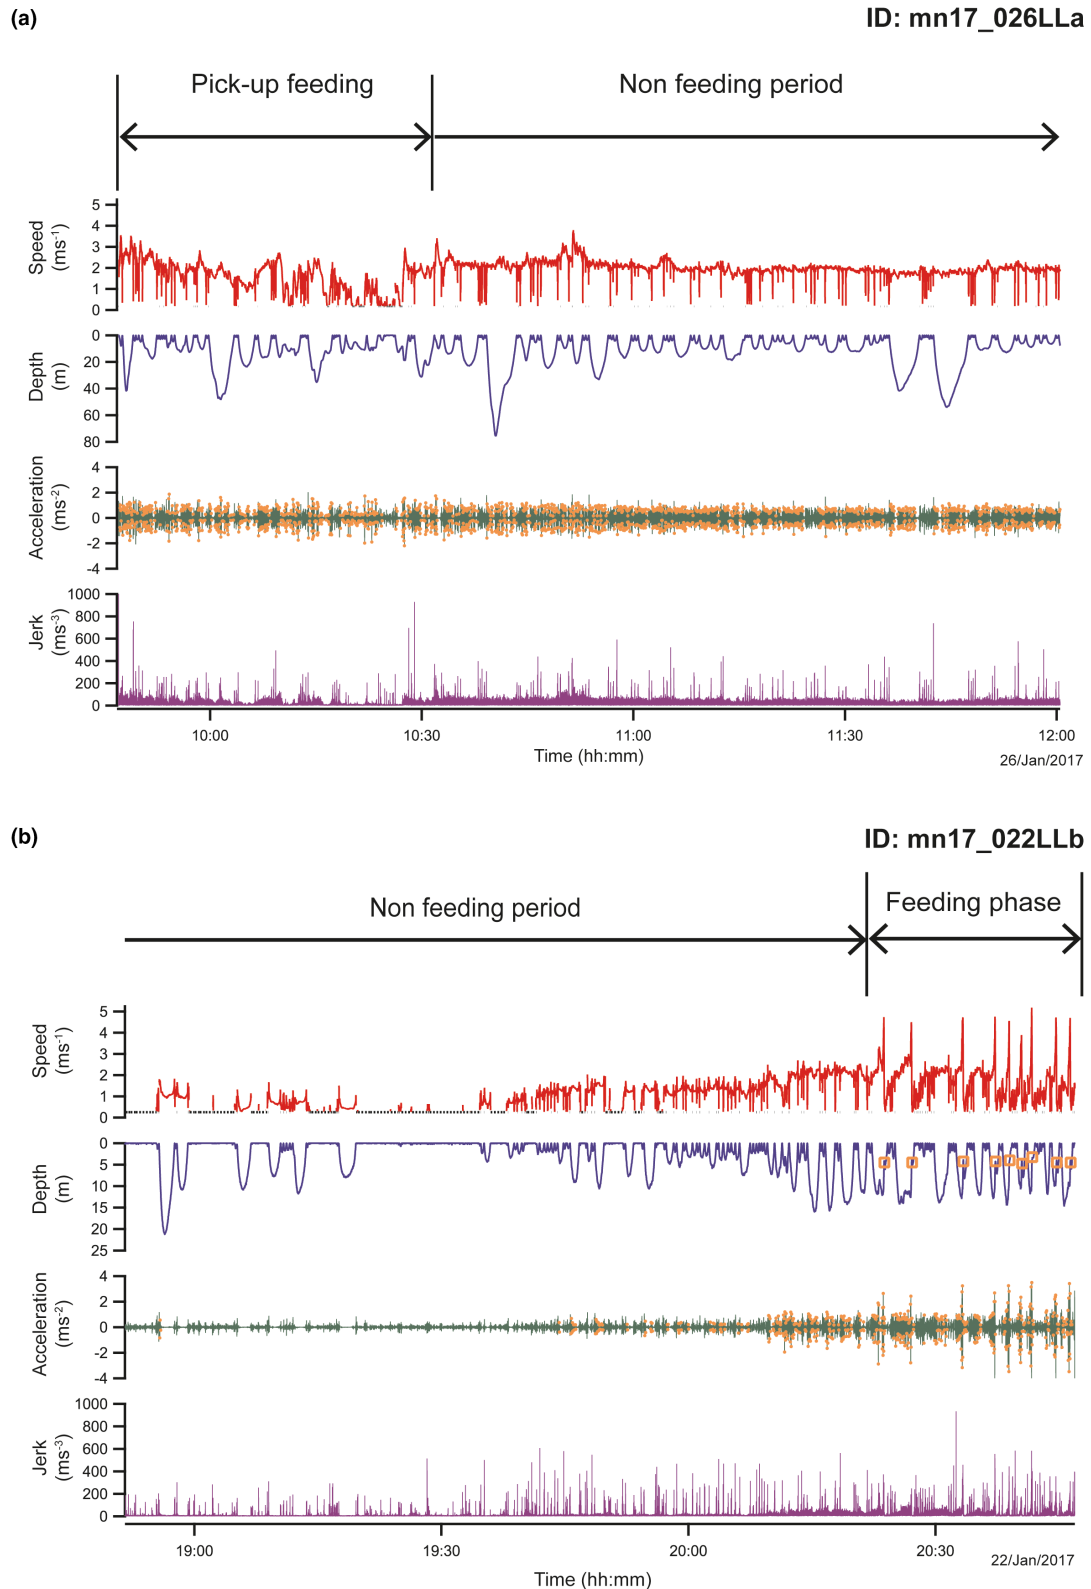 (a)
ID: mn17_026LLa
Pick-up feeding
Non feeding period
Speed
(ms-1)
5
4
3
2
1
0
Depth
(m)
0
20
40
60
80
Acceleration
(ms-2)
4
2
0
-2
-4
Jerk
(ms-3)
1000
800
600
400
200
0
10:00
10:30
11:00
11:30
12:00
Time (hh:mm)
26/Jan/2017
(b)
ID: mn17_022LLb
Non feeding period
Feeding phase
Speed
(ms-1)
5
4
3
2
1
0
Depth
(m)
0
5
10
15
20
25
Acceleration
(ms-2)
4
2
0
-2
-4
Jerk
(ms-3)
1000
800
600
400
200
0
19:00
19:30
20:00
20:30
22/Jan/2017
Time (hh:mm)